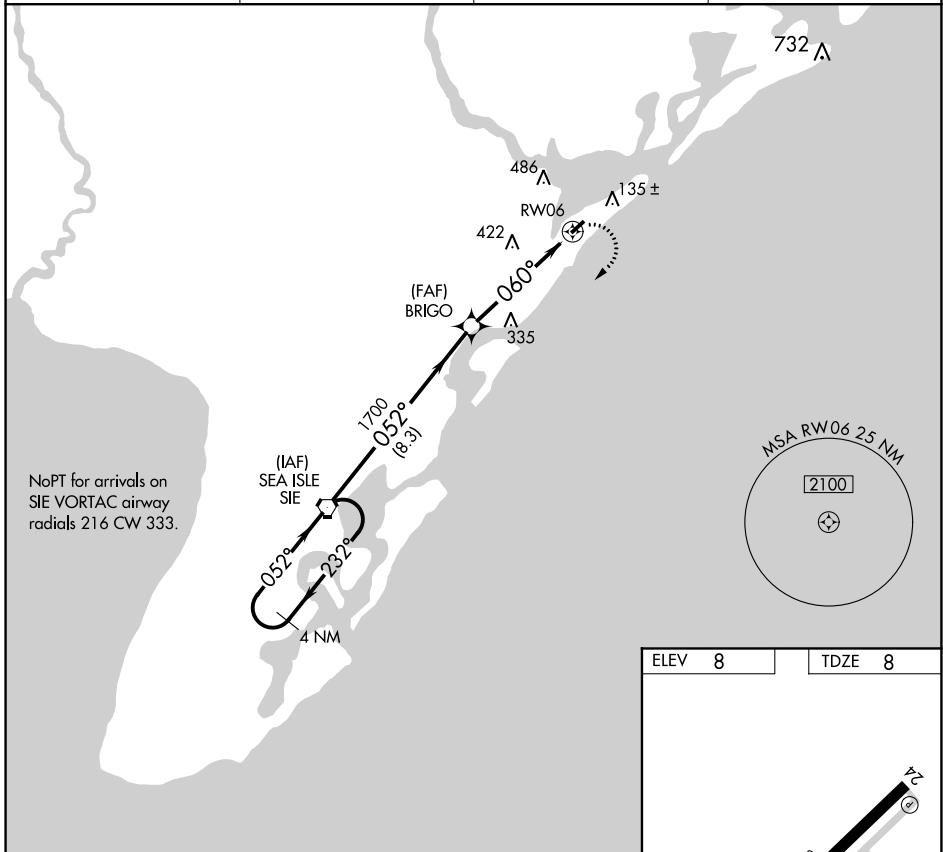 732
486
135 ±
RW06
422
(FAF)
BRIGO
060°
335
1700
052°
(8.3)
MSA RW06 25 NM
2100
(IAF)
SEA ISLE
SIE
NoPT for arrivals on
SIE VORTAC airway
radials 216 CW 333.
052°
232°
4 NM
ELEV 8
TDZE 8
24
P